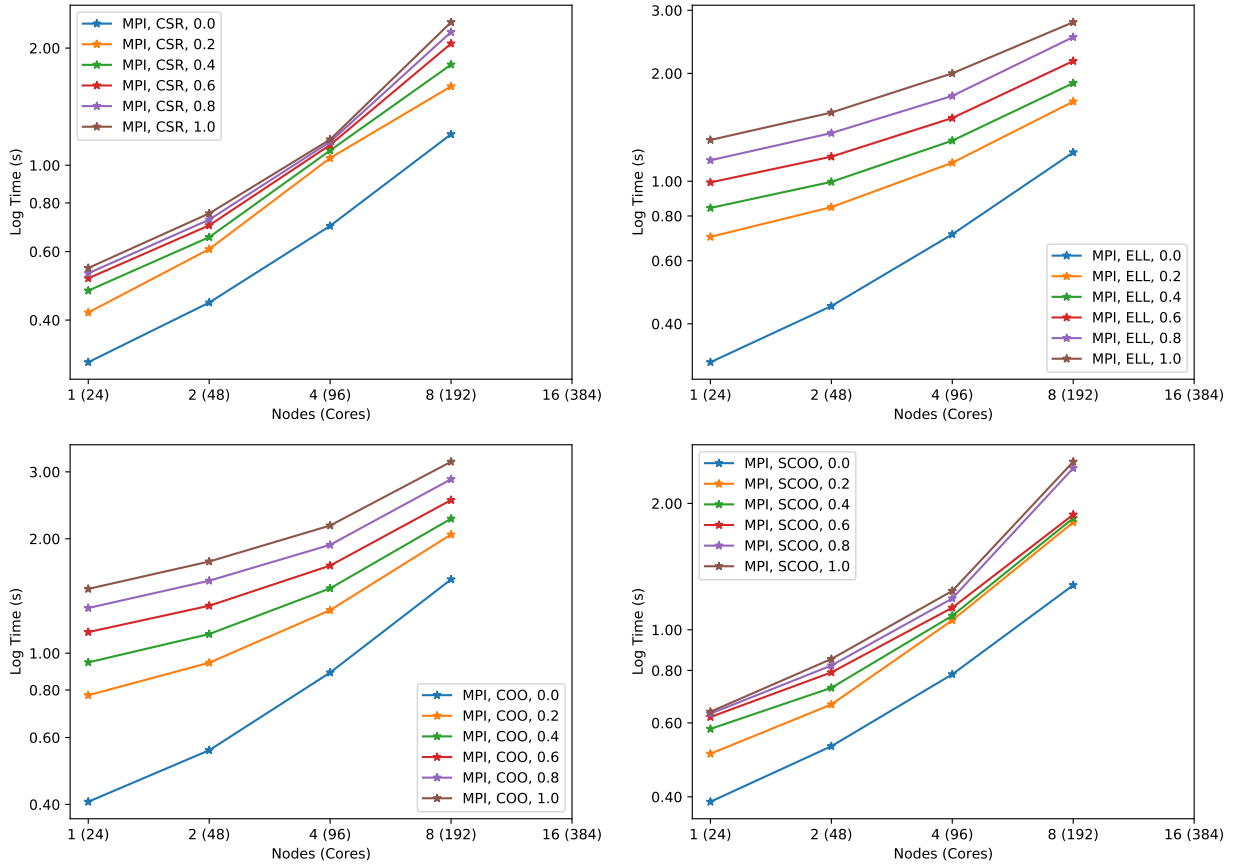 2.00
1.00
0.80
0.60
0.40
Log Time (s)
MPI, CSR, 0.0
MPI, CSR, 0.2
MPI, CSR, 0.4
MPI, CSR, 0.6
MPI, CSR, 0.8
MPI, CSR, 1.0
1 (24) 2 (48) 4 (96) 8 (192) 16 (384)
Nodes (Cores)
3.00
2.00
1.00
0.80
0.60
0.40
Log Time (s)
MPI, ELL, 0.0
MPI, ELL, 0.2
MPI, ELL, 0.4
MPI, ELL, 0.6
MPI, ELL, 0.8
MPI, ELL, 1.0
1 (24) 2 (48) 4 (96) 8 (192) 16 (384)
Nodes (Cores)
3.00
2.00
1.00
0.80
0.60
0.40
Log Time (s)
MPI, COO, 0.0
MPI, COO, 0.2
MPI, COO, 0.4
MPI, COO, 0.6
MPI, COO, 0.8
MPI, COO, 1.0
1 (24) 2 (48) 4 (96) 8 (192) 16 (384)
Nodes (Cores)
2.00
1.00
0.80
0.60
0.40
Log Time (s)
MPI, SCOO, 0.0
MPI, SCOO, 0.2
MPI, SCOO, 0.4
MPI, SCOO, 0.6
MPI, SCOO, 0.8
MPI, SCOO, 1.0
1 (24) 2 (48) 4 (96) 8 (192) 16 (384)
Nodes (Cores)